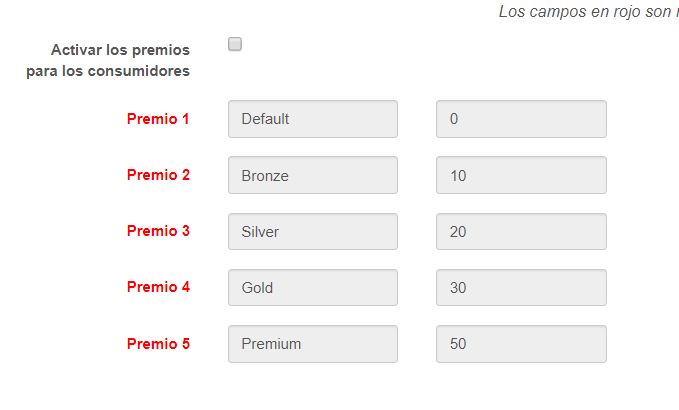 Los campos en rojo son
Activar los premios
para los consumidores
Premio 1 Default 0
Premio 2 Bronze 10
Premio 3 Silver 20
Premio 4 Gold 30
Premio 5 Premium 50